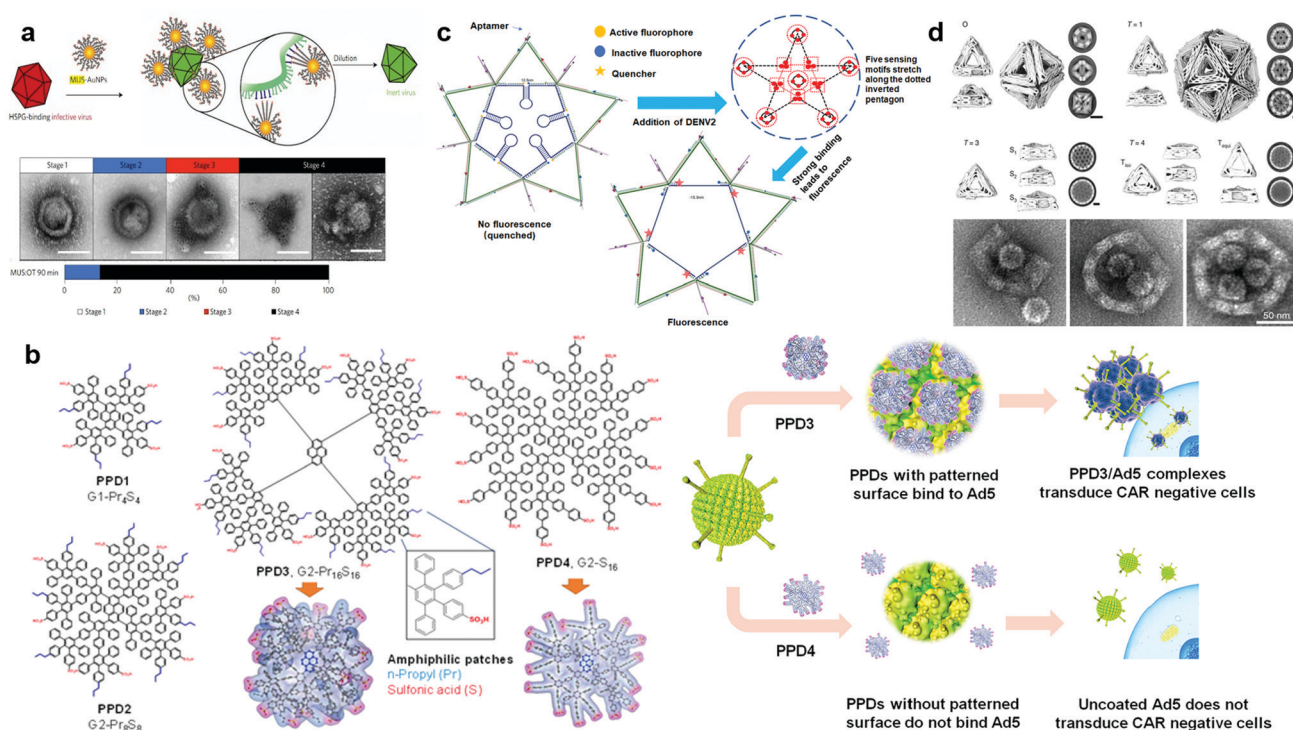 a
MUS-AuNPs
HSPG-binding infective virus
Dilution
Inert virus
Stage 1
Stage 2
Stage 3
Stage 4
MUS:OT 90 min
0
20
40
60
80
100
(%)
Stage 1
Stage 2
Stage 3
Stage 4
c
Aptamer
Active fluorophore
Inactive fluorophore
Quencher
No fluorescence
(quenched)
Addition of DENV2
Five sensing
motifs stretch
along the dotted
inverted
pentagon
Strong binding
leads to
fluorescence
Fluorescence
d
O
T = 1
T = 3
S1
S2
S3
T = 4
50 nm
b
PPD1
G1-Pr4S4
PPD2
G2-Pr8S8
PPD3, G2-Pr16S16
PPD4, G2-S16
SO3H
Amphiphilic patches
n-Propyl (Pr)
Sulfonic acid (S)
PPD3
PPDs with patterned
surface bind to Ad5
PPD3/Ad5 complexes
transduce CAR negative cells
PPD4
PPDs without patterned
surface do not bind Ad5
Uncoated Ad5 does not
transduce CAR negative cells